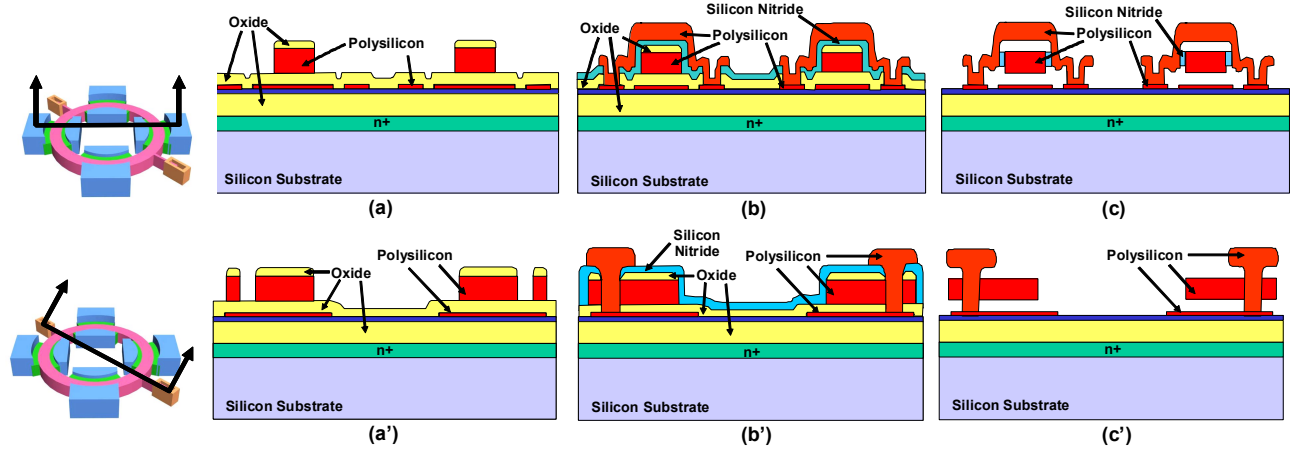 Oxide
Polysilicon
n+
Silicon Substrate
(a)
Silicon Nitride
Oxide
Polysilicon
n+
Silicon Substrate
(b)
Silicon Nitride
Polysilicon
n+
Silicon Substrate
(c)
Polysilicon
Oxide
n+
Silicon Substrate
(a')
Silicon
Nitride
Polysilicon
Oxide
n+
Silicon Substrate
(b')
Polysilicon
n+
Silicon Substrate
(c')